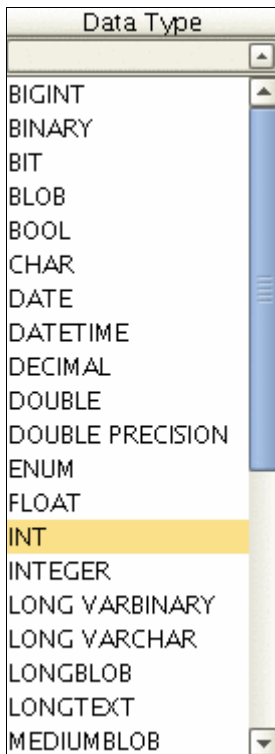 Data Type
BIGINT
BINARY
BIT
BLOB
BOOL
CHAR
DATE
DATETIME
DECIMAL
DOUBLE
DOUBLE PRECISION
ENUM
FLOAT
INT
INTEGER
LONG VARBINARY
LONG VARCHAR
LONGBLOB
LONGTEXT
MEDIUMBLOB